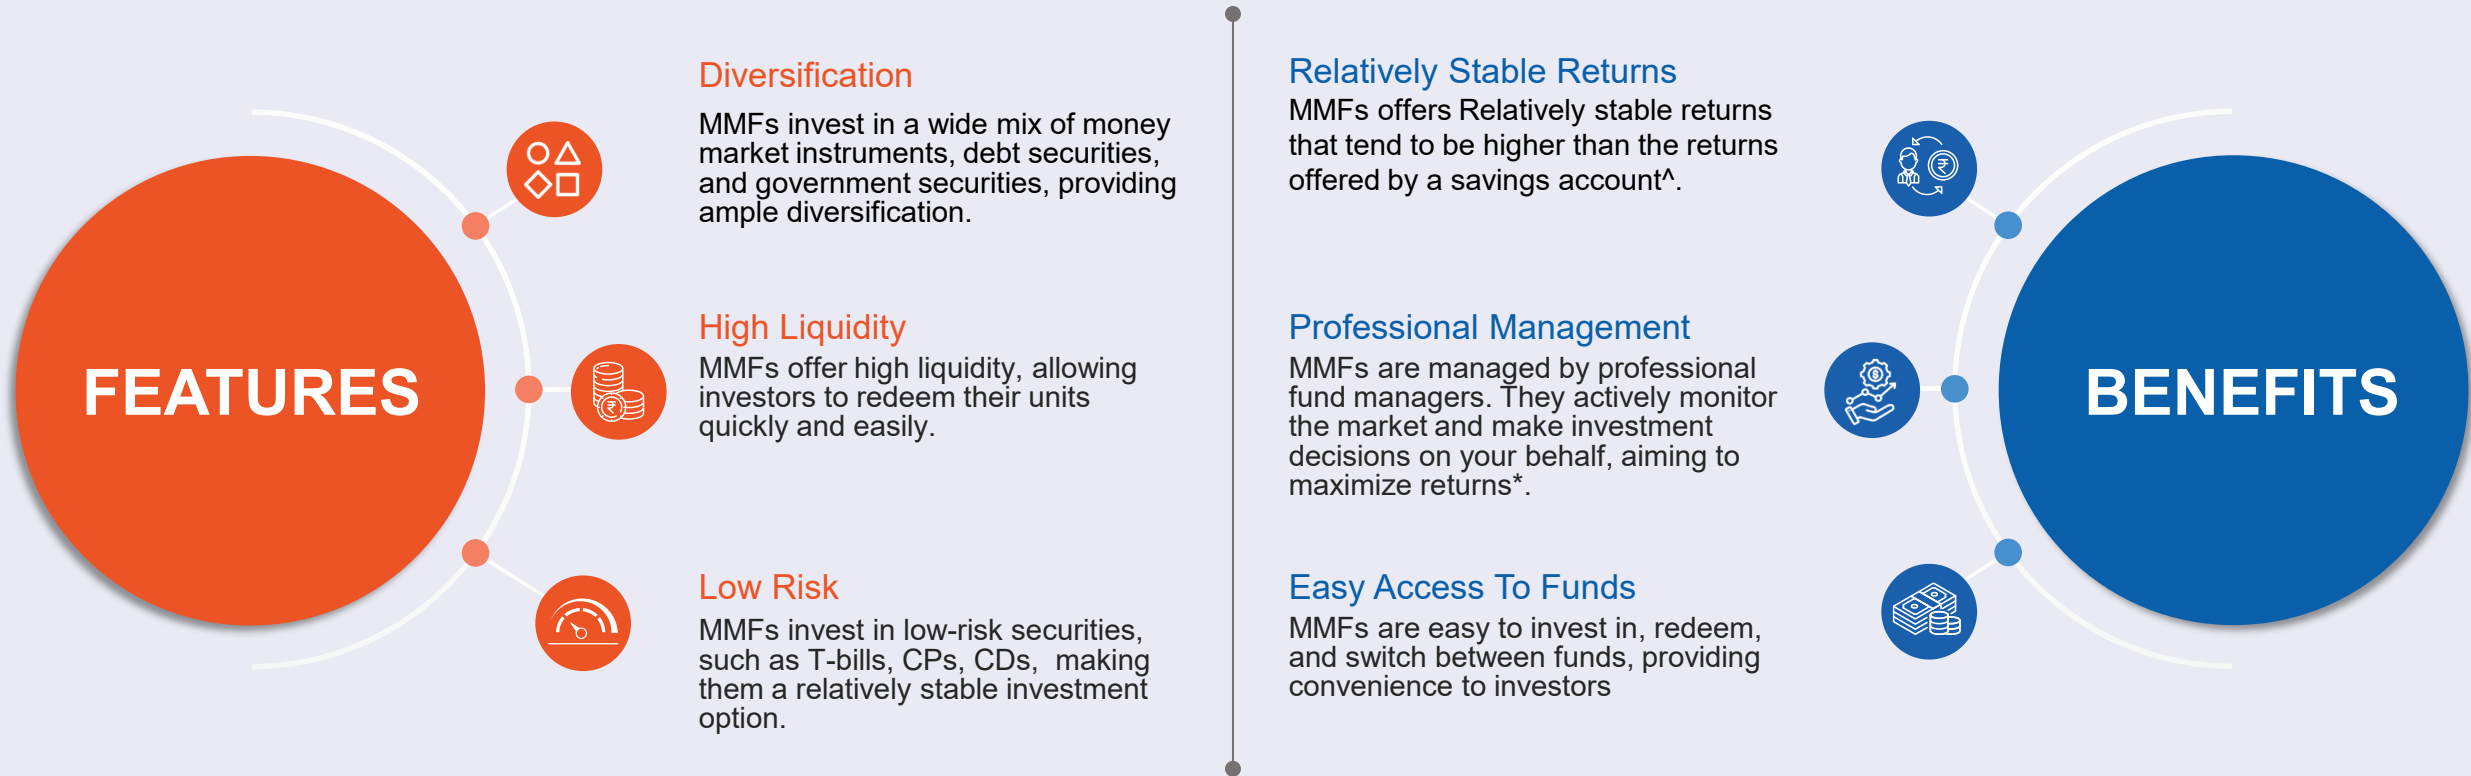 FEATURES
Diversification
MMFs invest in a wide mix of money
market instruments, debt securities,
and government securities, providing
ample diversification.
High Liquidity
MMFs offer high liquidity, allowing
investors to redeem their units
quickly and easily.
Low Risk
MMFs invest in low-risk securities,
such as T-bills, CPs, CDs,  making
them a relatively stable investment
option.
Relatively Stable Returns
MMFs offers Relatively stable returns
that tend to be higher than the returns
offered by a savings account^.
Professional Management
MMFs are managed by professional
fund managers. They actively monitor
the market and make investment
decisions on your behalf, aiming to
maximize returns*.
Easy Access To Funds
MMFs are easy to invest in, redeem,
and switch between funds, providing
convenience to investors
BENEFITS